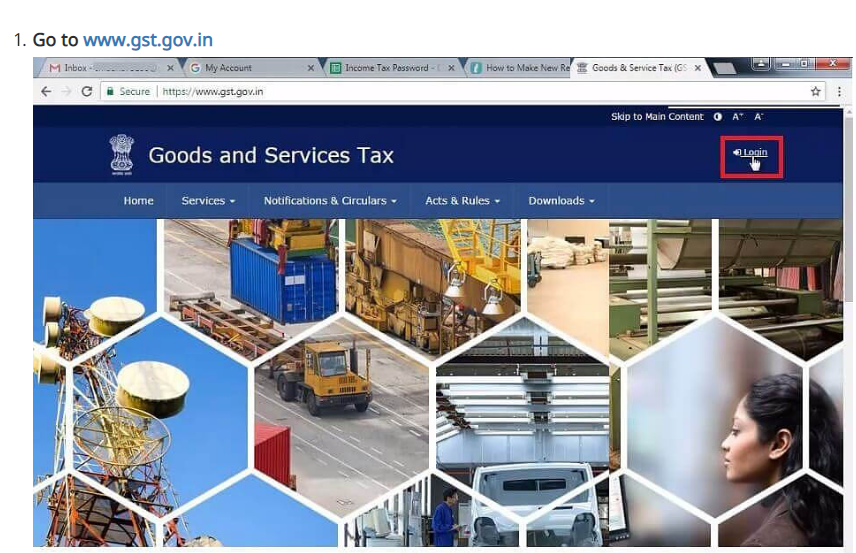 1. Go to www.gst.gov.in
Inbox - My Account Income Tax Password - How to Make New Re Goods & Service Tax (GS
Secure https://www.gst.gov.in
Skip to Main Content A+ A-
Goods and Services Tax
Login
Home Services Notifications & Circulars Acts & Rules Downloads